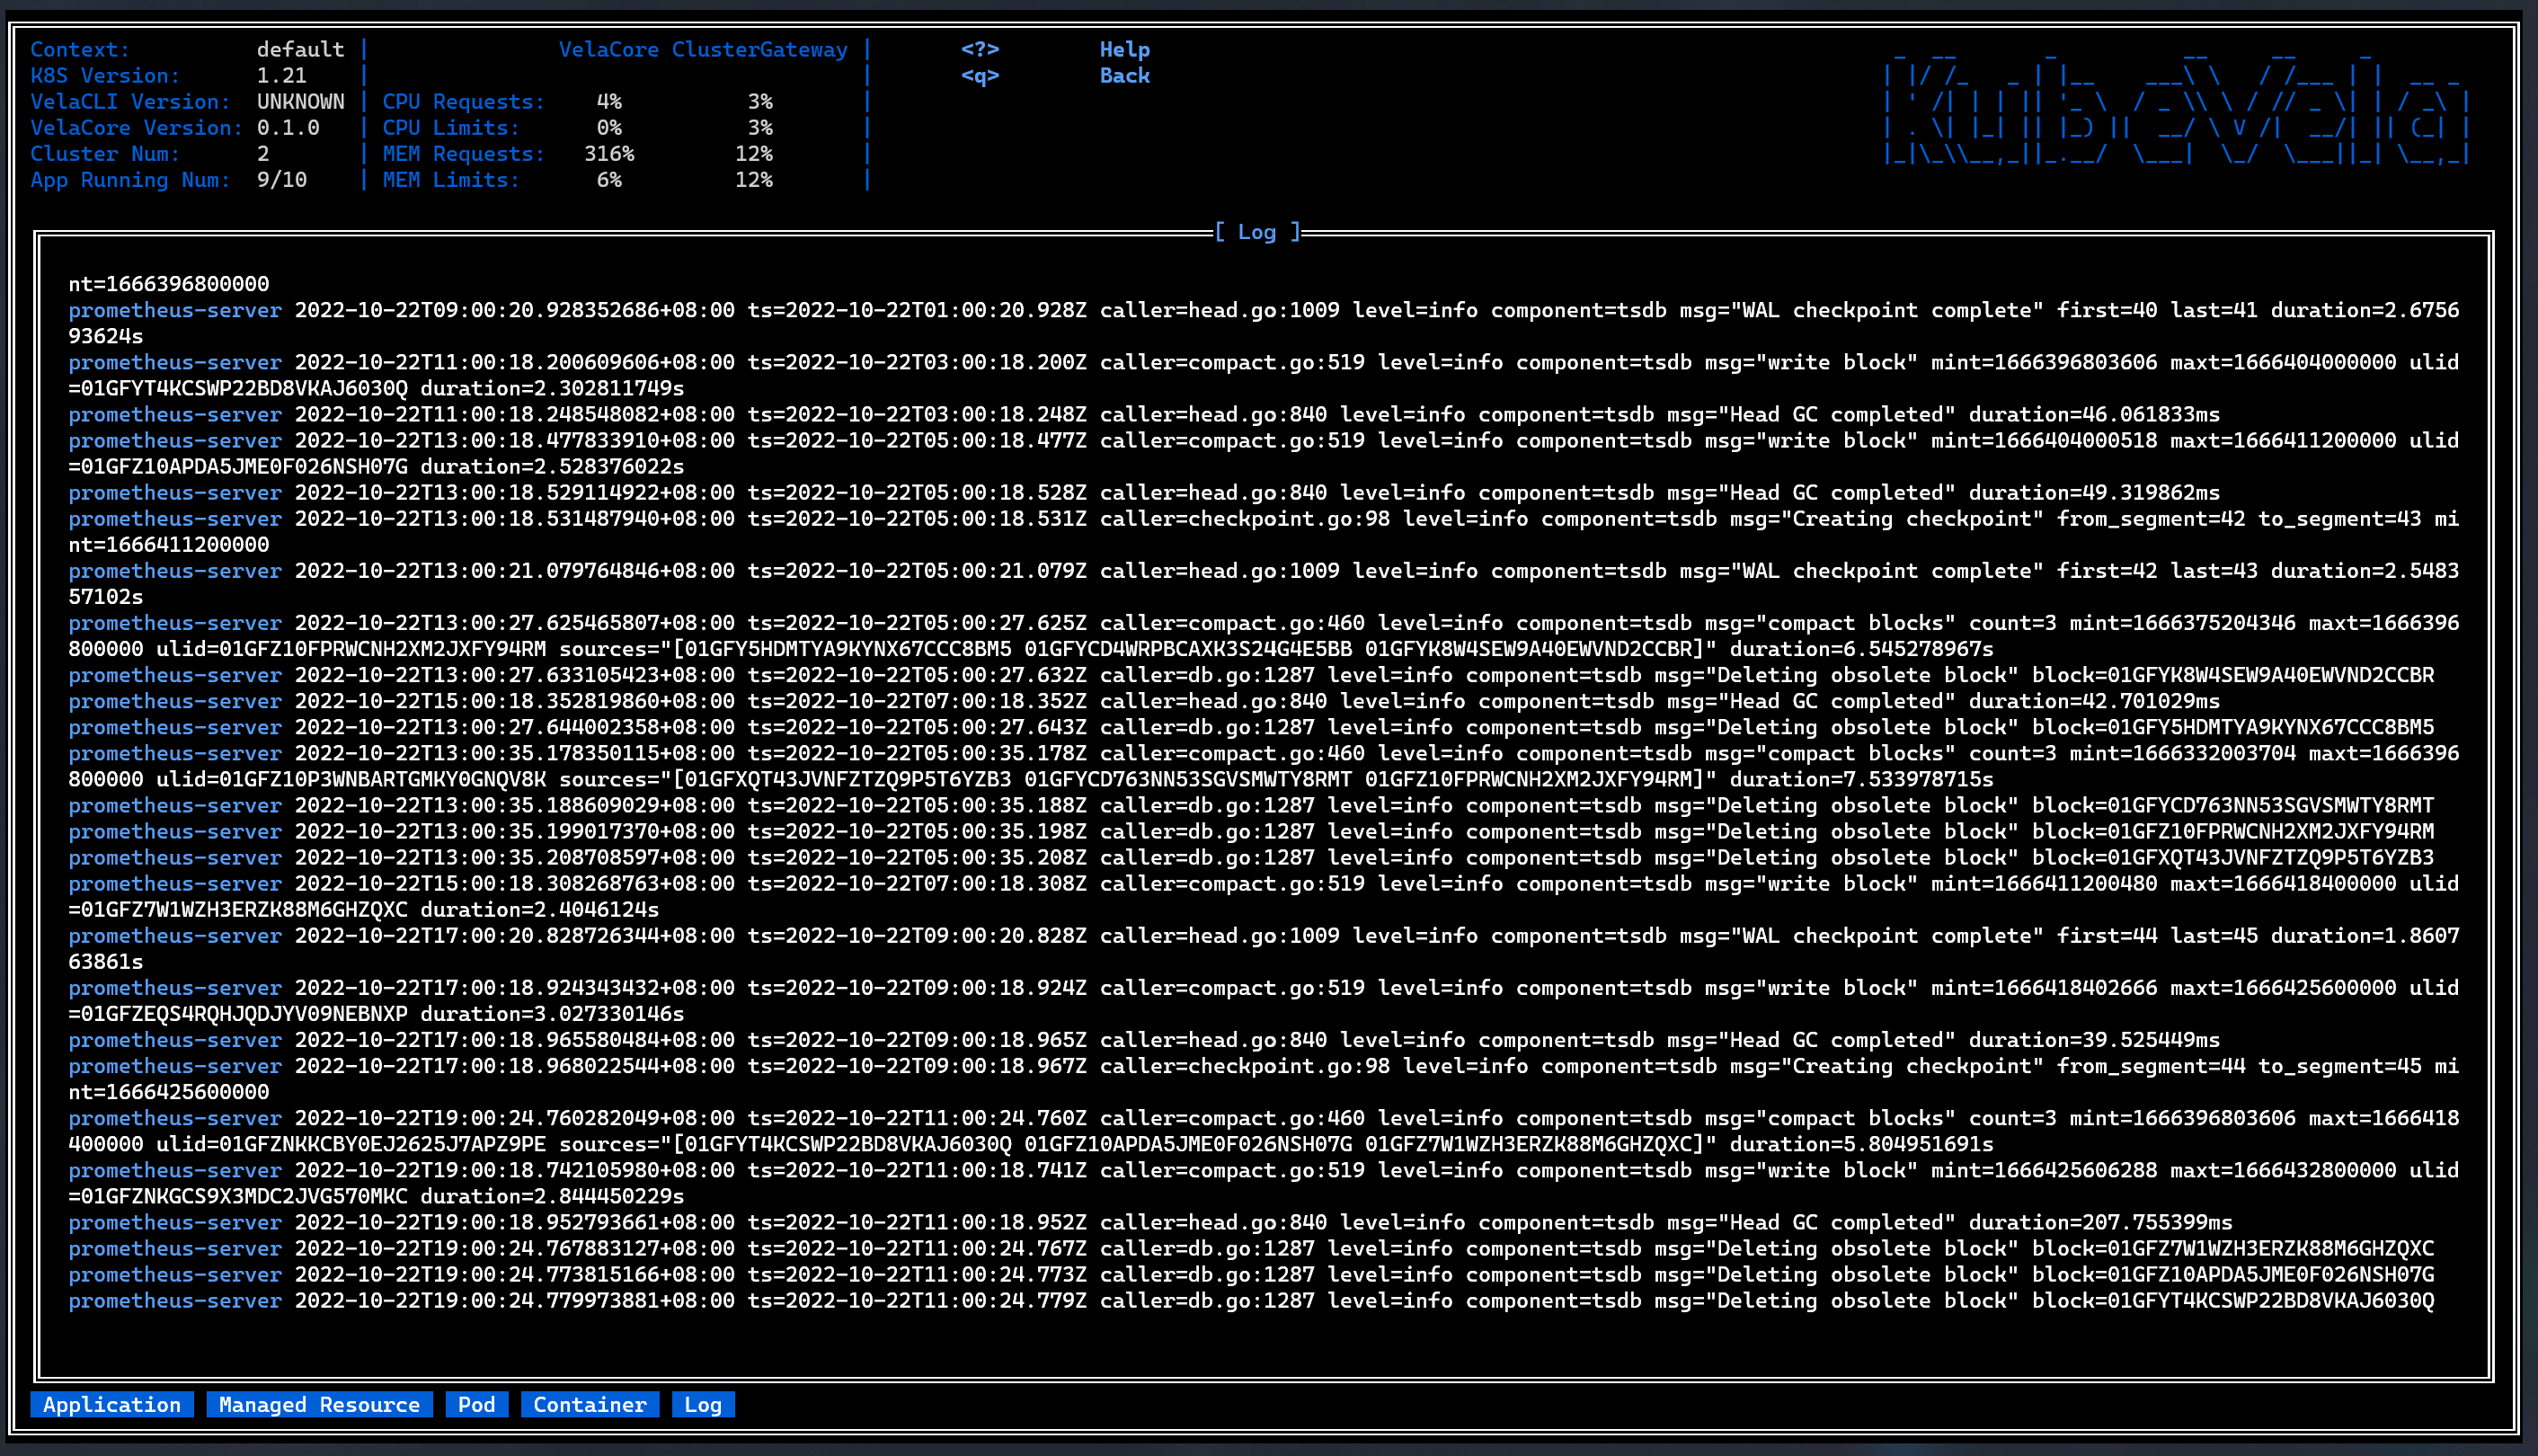 Context: default | VelaCore ClusterGateway | <?> Help
K8S Version: 1.21 | | <q> Back
VelaCLI Version: UNKNOWN | CPU Requests: 4% 3% |
VelaCore Version: 0.1.0 | CPU Limits: 0% 3% |
Cluster Num: 2 | MEM Requests: 316% 12% |
App Running Num: 9/10 | MEM Limits: 6% 12% |
KubeVela
[ Log ]
nt=1666396800000
prometheus-server 2022-10-22T09:00:20.928352686+08:00 ts=2022-10-22T01:00:20.928Z caller=head.go:1009 level=info component=tsdb msg="WAL checkpoint complete" first=40 last=41 duration=2.6756
93624s
prometheus-server 2022-10-22T11:00:18.200609606+08:00 ts=2022-10-22T03:00:18.200Z caller=compact.go:519 level=info component=tsdb msg="write block" mint=1666396803606 maxt=1666404000000 ulid
=01GFYT4KCSWP22BD8VKAJ6030Q duration=2.302811749s
prometheus-server 2022-10-22T11:00:18.248548082+08:00 ts=2022-10-22T03:00:18.248Z caller=head.go:840 level=info component=tsdb msg="Head GC completed" duration=46.061833ms
prometheus-server 2022-10-22T13:00:18.477833910+08:00 ts=2022-10-22T05:00:18.477Z caller=compact.go:519 level=info component=tsdb msg="write block" mint=1666404000518 maxt=1666411200000 ulid
=01GFZ10APDA5JME0F026NSH07G duration=2.528376022s
prometheus-server 2022-10-22T13:00:18.529114922+08:00 ts=2022-10-22T05:00:18.528Z caller=head.go:840 level=info component=tsdb msg="Head GC completed" duration=49.319862ms
prometheus-server 2022-10-22T13:00:18.531487940+08:00 ts=2022-10-22T05:00:18.531Z caller=checkpoint.go:98 level=info component=tsdb msg="Creating checkpoint" from_segment=42 to_segment=43 mi
nt=1666411200000
prometheus-server 2022-10-22T13:00:21.079764846+08:00 ts=2022-10-22T05:00:21.079Z caller=head.go:1009 level=info component=tsdb msg="WAL checkpoint complete" first=42 last=43 duration=2.5483
57102s
prometheus-server 2022-10-22T13:00:27.625465807+08:00 ts=2022-10-22T05:00:27.625Z caller=compact.go:460 level=info component=tsdb msg="compact blocks" count=3 mint=1666375204346 maxt=1666396
800000 ulid=01GFZ10FPRWCNH2XM2JXFY94RM sources="[01GFY5HDMTYA9KYNX67CCC8BM5 01GFYCD4WRPBCAXK3S24G4E5BB 01GFYK8W4SEW9A40EWVND2CCBR]" duration=6.545278967s
prometheus-server 2022-10-22T13:00:27.633105423+08:00 ts=2022-10-22T05:00:27.632Z caller=db.go:1287 level=info component=tsdb msg="Deleting obsolete block" block=01GFYK8W4SEW9A40EWVND2CCBR
prometheus-server 2022-10-22T15:00:18.352819860+08:00 ts=2022-10-22T07:00:18.352Z caller=head.go:840 level=info component=tsdb msg="Head GC completed" duration=42.701029ms
prometheus-server 2022-10-22T13:00:27.644002358+08:00 ts=2022-10-22T05:00:27.643Z caller=db.go:1287 level=info component=tsdb msg="Deleting obsolete block" block=01GFY5HDMTYA9KYNX67CCC8BM5
prometheus-server 2022-10-22T13:00:35.178350115+08:00 ts=2022-10-22T05:00:35.178Z caller=compact.go:460 level=info component=tsdb msg="compact blocks" count=3 mint=1666332003704 maxt=1666396
800000 ulid=01GFZ10P3WNBARTGMKY0GNQV8K sources="[01GFXQT43JVNFZTZQ9P5T6YZB3 01GFYCD763NN53SGVSMWTY8RMT 01GFZ10FPRWCNH2XM2JXFY94RM]" duration=7.533978715s
prometheus-server 2022-10-22T13:00:35.188609029+08:00 ts=2022-10-22T05:00:35.188Z caller=db.go:1287 level=info component=tsdb msg="Deleting obsolete block" block=01GFYCD763NN53SGVSMWTY8RMT
prometheus-server 2022-10-22T13:00:35.199017370+08:00 ts=2022-10-22T05:00:35.198Z caller=db.go:1287 level=info component=tsdb msg="Deleting obsolete block" block=01GFZ10FPRWCNH2XM2JXFY94RM
prometheus-server 2022-10-22T13:00:35.208708597+08:00 ts=2022-10-22T05:00:35.208Z caller=db.go:1287 level=info component=tsdb msg="Deleting obsolete block" block=01GFXQT43JVNFZTZQ9P5T6YZB3
prometheus-server 2022-10-22T15:00:18.308268763+08:00 ts=2022-10-22T07:00:18.308Z caller=compact.go:519 level=info component=tsdb msg="write block" mint=1666411200480 maxt=1666418400000 ulid
=01GFZ7W1WZH3ERZK88M6GHZQXC duration=2.4046124s
prometheus-server 2022-10-22T17:00:20.828726344+08:00 ts=2022-10-22T09:00:20.828Z caller=head.go:1009 level=info component=tsdb msg="WAL checkpoint complete" first=44 last=45 duration=1.8607
63861s
prometheus-server 2022-10-22T17:00:18.924343432+08:00 ts=2022-10-22T09:00:18.924Z caller=compact.go:519 level=info component=tsdb msg="write block" mint=1666418402666 maxt=1666425600000 ulid
=01GFZEQS4RQHJQDJYV09NEBNXP duration=3.027330146s
prometheus-server 2022-10-22T17:00:18.965580484+08:00 ts=2022-10-22T09:00:18.965Z caller=head.go:840 level=info component=tsdb msg="Head GC completed" duration=39.525449ms
prometheus-server 2022-10-22T17:00:18.968022544+08:00 ts=2022-10-22T09:00:18.967Z caller=checkpoint.go:98 level=info component=tsdb msg="Creating checkpoint" from_segment=44 to_segment=45 mi
nt=1666425600000
prometheus-server 2022-10-22T19:00:24.760282049+08:00 ts=2022-10-22T11:00:24.760Z caller=compact.go:460 level=info component=tsdb msg="compact blocks" count=3 mint=1666396803606 maxt=1666418
400000 ulid=01GFZNKKCBY0EJ2625J7APZ9PE sources="[01GFYT4KCSWP22BD8VKAJ6030Q 01GFZ10APDA5JME0F026NSH07G 01GFZ7W1WZH3ERZK88M6GHZQXC]" duration=5.804951691s
prometheus-server 2022-10-22T19:00:18.742105980+08:00 ts=2022-10-22T11:00:18.741Z caller=compact.go:519 level=info component=tsdb msg="write block" mint=1666425606288 maxt=1666432800000 ulid
=01GFZNKGCS9X3MDC2JVG570MKC duration=2.844450229s
prometheus-server 2022-10-22T19:00:18.952793661+08:00 ts=2022-10-22T11:00:18.952Z caller=head.go:840 level=info component=tsdb msg="Head GC completed" duration=207.755399ms
prometheus-server 2022-10-22T19:00:24.767883127+08:00 ts=2022-10-22T11:00:24.767Z caller=db.go:1287 level=info component=tsdb msg="Deleting obsolete block" block=01GFZ7W1WZH3ERZK88M6GHZQXC
prometheus-server 2022-10-22T19:00:24.773815166+08:00 ts=2022-10-22T11:00:24.773Z caller=db.go:1287 level=info component=tsdb msg="Deleting obsolete block" block=01GFZ10APDA5JME0F026NSH07G
prometheus-server 2022-10-22T19:00:24.779973881+08:00 ts=2022-10-22T11:00:24.779Z caller=db.go:1287 level=info component=tsdb msg="Deleting obsolete block" block=01GFYT4KCSWP22BD8VKAJ6030Q
Application Managed Resource Pod Container Log